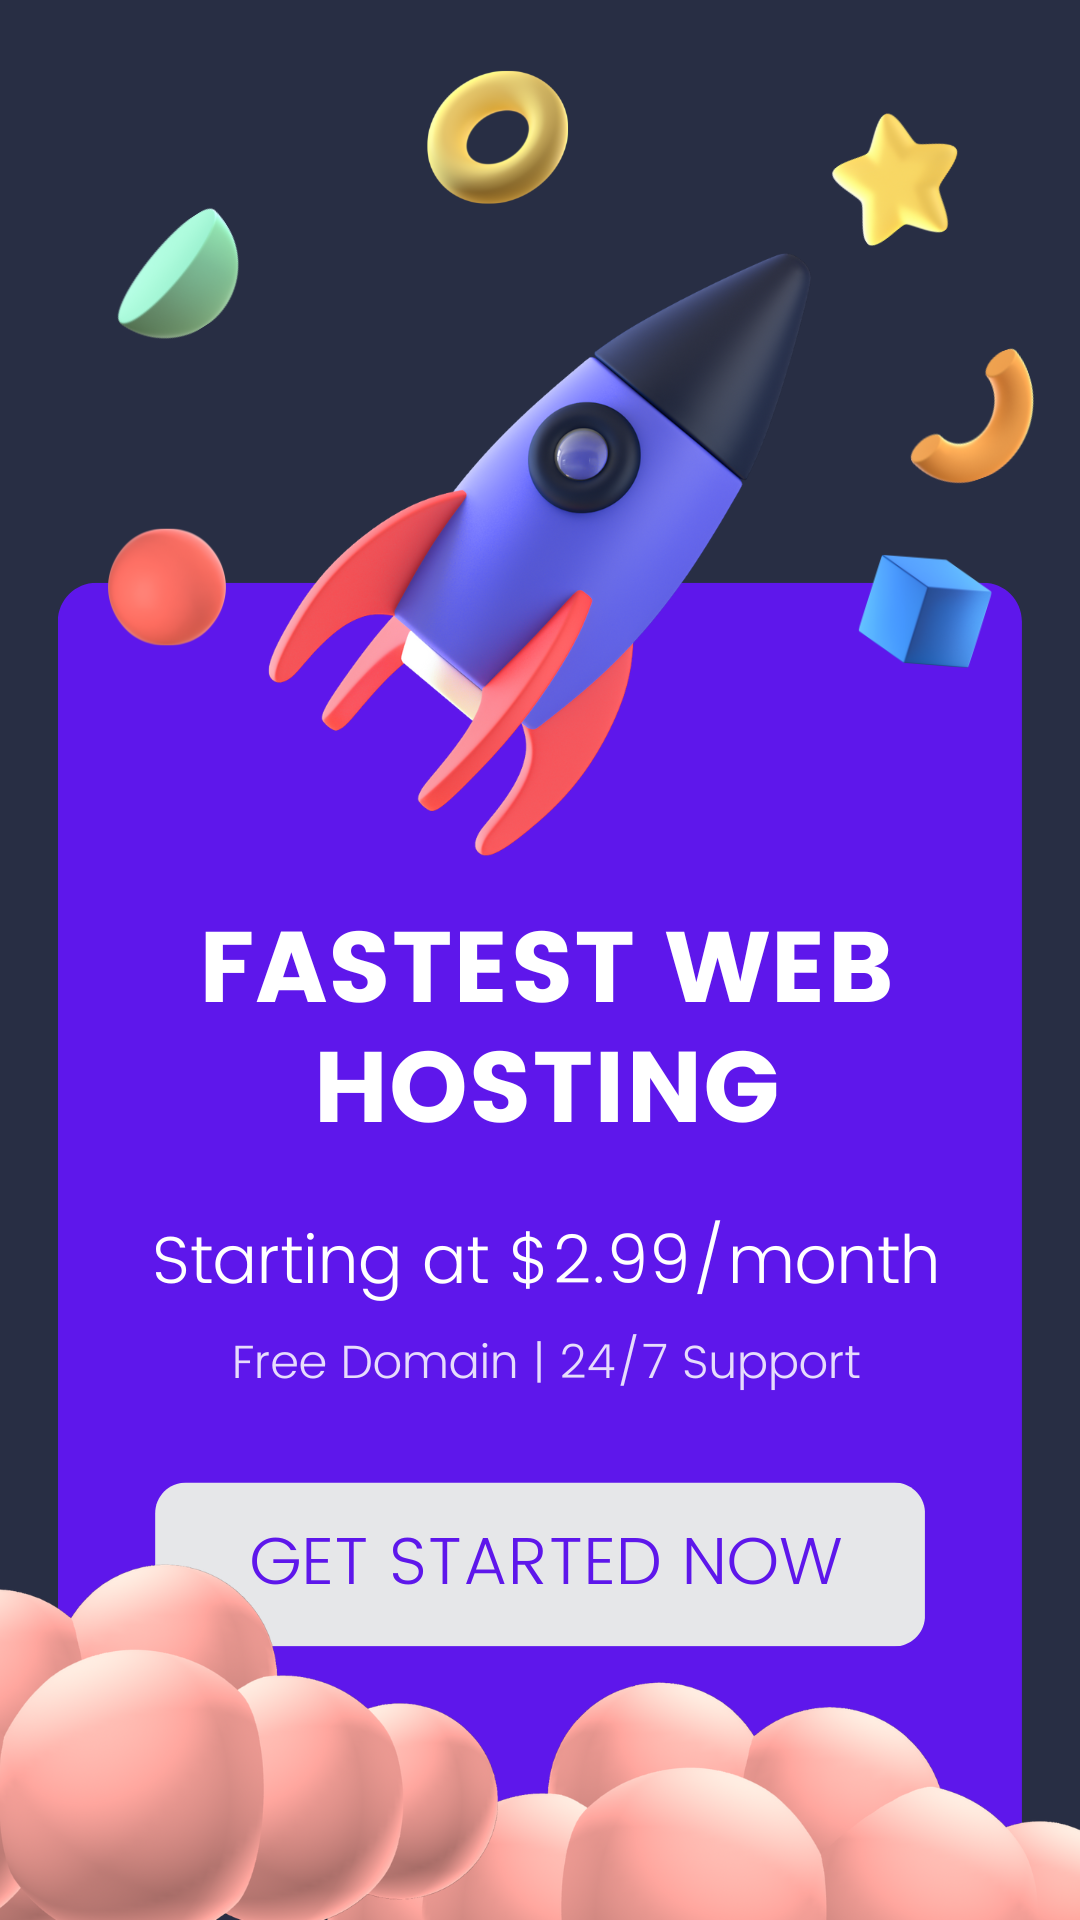 FASTEST WEB
HOSTING
Starting at $2.99/month
Free Domain | 24/7 Support
GET STARTED NOW